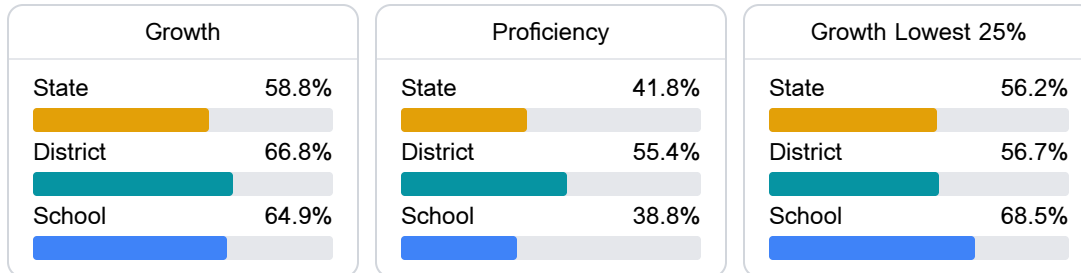 Growth
State 58.8%
District 66.8%
School 64.9%
Proficiency
State 41.8%
District 55.4%
School 38.8%
Growth Lowest 25%
State 56.2%
District 56.7%
School 68.5%